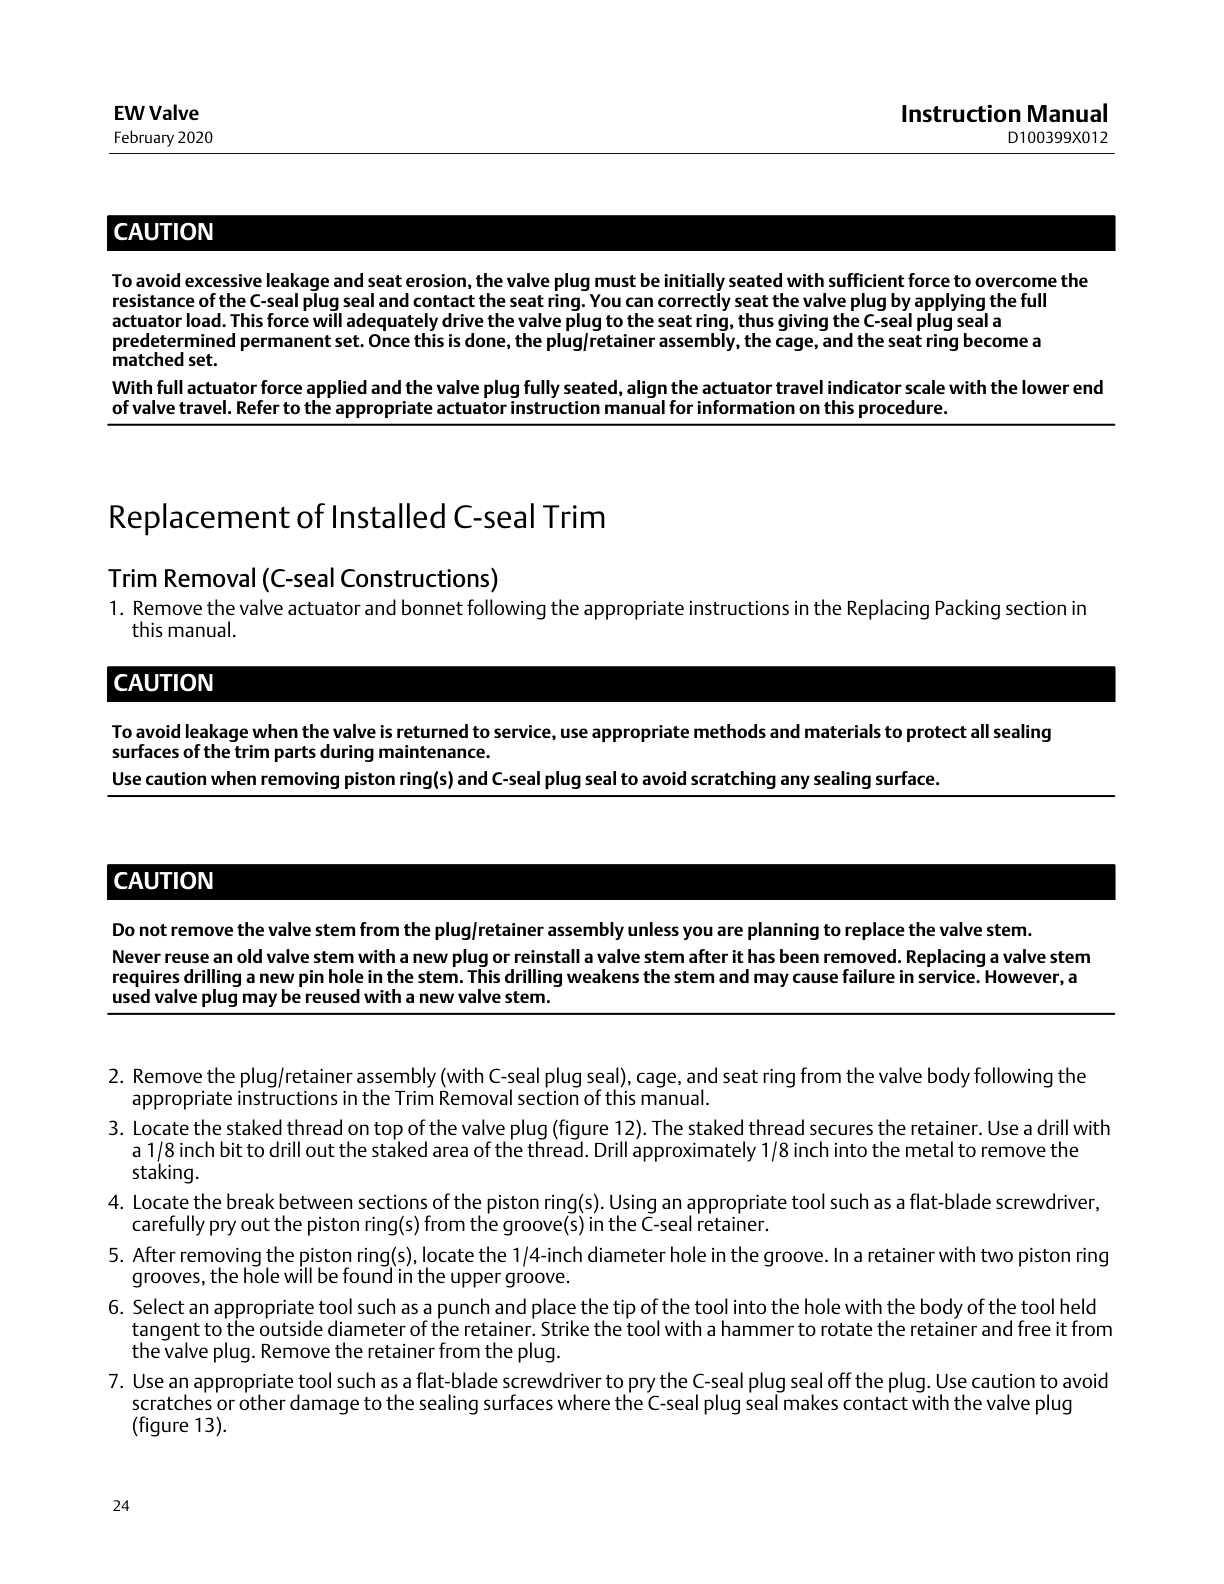 EW Valve
Instruction Manual
February 2020
D100399X012
CAUTION
To avoid excessive leakage and seat erosion, the valve plug must be initially seated with sufficient force to overcome the
resistance of the C-seal plug seal and contact the seat ring. You can correctly seat the valve plug by applying the full
actuator load. This force will adequately drive the valve plug to the seat ring, thus giving the C-seal plug seal a
predetermined permanent set. Once this is done, the plug/retainer assembly, the cage, and the seat ring become a
matched set.
With full actuator force applied and the valve plug fully seated, align the actuator travel indicator scale with the lower end
of valve travel. Refer to the appropriate actuator instruction manual for information on this procedure.
Replacement of Installed C-seal Trim
Trim Removal (C-seal Constructions)
1. Remove the valve actuator and bonnet following the appropriate instructions in the Replacing Packing section in
this manual.
CAUTION
To avoid leakage when the valve is returned to service, use appropriate methods and materials to protect all sealing
surfaces of the trim parts during maintenance.
Use caution when removing piston ring(s) and C-seal plug seal to avoid scratching any sealing surface.
CAUTION
Do not remove the valve stem from the plug/retainer assembly unless you are planning to replace the valve stem.
Never reuse an old valve stem with a new plug or reinstall a valve stem after it has been removed. Replacing a valve stem
requires drilling a new pin hole in the stem. This drilling weakens the stem and may cause failure in service. However, a
used valve plug may be reused with a new valve stem.
2. Remove the plug/retainer assembly (with C-seal plug seal), cage, and seat ring from the valve body following the
appropriate instructions in the Trim Removal section of this manual.
3. Locate the staked thread on top of the valve plug (figure 12). The staked thread secures the retainer. Use a drill with
a 1/8 inch bit to drill out the staked area of the thread. Drill approximately 1/8 inch into the metal to remove the
staking.
4. Locate the break between sections of the piston ring(s). Using an appropriate tool such as a flat-blade screwdriver,
carefully pry out the piston ring(s) from the groove(s) in the C-seal retainer.
5. After removing the piston ring(s), locate the 1/4-inch diameter hole in the groove. In a retainer with two piston ring
grooves, the hole will be found in the upper groove.
6. Select an appropriate tool such as a punch and place the tip of the tool into the hole with the body of the tool held
tangent to the outside diameter of the retainer. Strike the tool with a hammer to rotate the retainer and free it from
the valve plug. Remove the retainer from the plug.
7. Use an appropriate tool such as a flat-blade screwdriver to pry the C-seal plug seal off the plug. Use caution to avoid
scratches or other damage to the sealing surfaces where the C-seal plug seal makes contact with the valve plug
(figure 13).
24